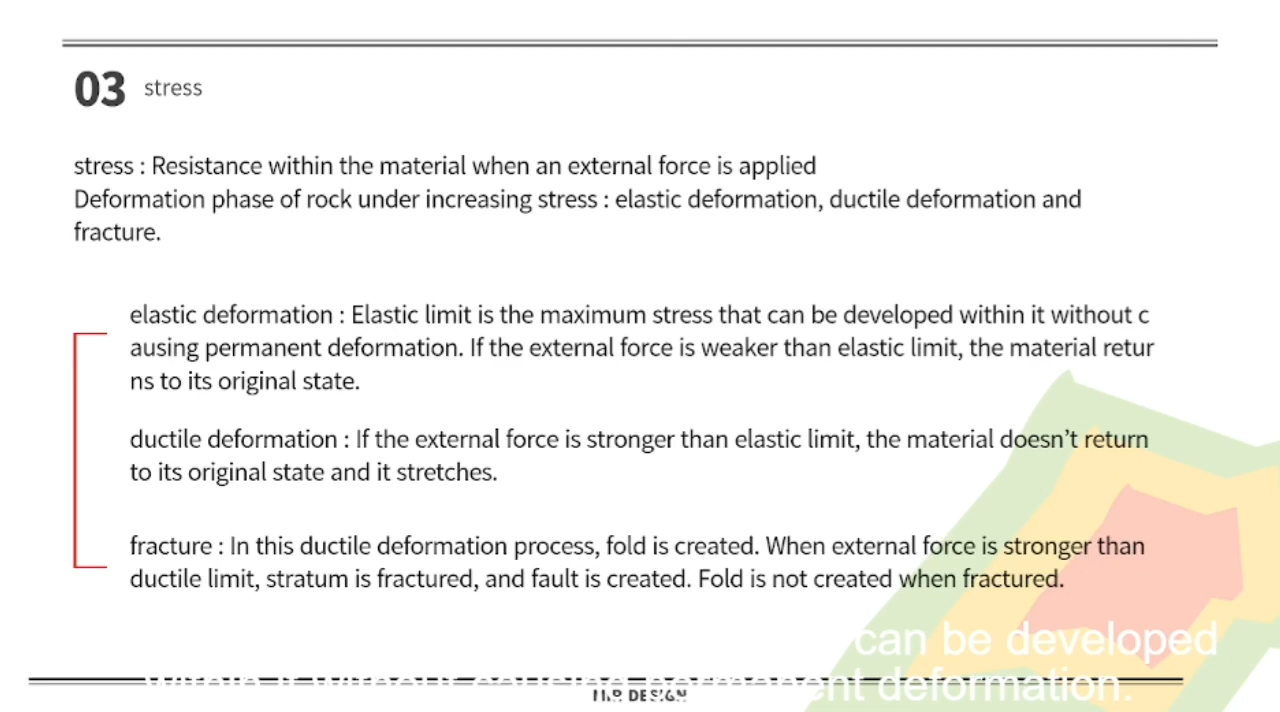 03 stress
stress : Resistance within the material when an external force is applied
Deformation phase of rock under increasing stress : elastic deformation, ductile deformation and
fracture.
elastic deformation : Elastic limit is the maximum stress that can be developed within it without c
ausing permanent deformation. If the external force is weaker than elastic limit, the material retur
ns to its original state.
ductile deformation : If the external force is stronger than elastic limit, the material doesn't return
to its original state and it stretches.
fracture : In this ductile deformation process, fold is created. When external force is stronger than
ductile limit, stratum is fractured, and fault is created. Fold is not created when fractured.
can be developed
within it without causing permanent deformation.
DESIGN